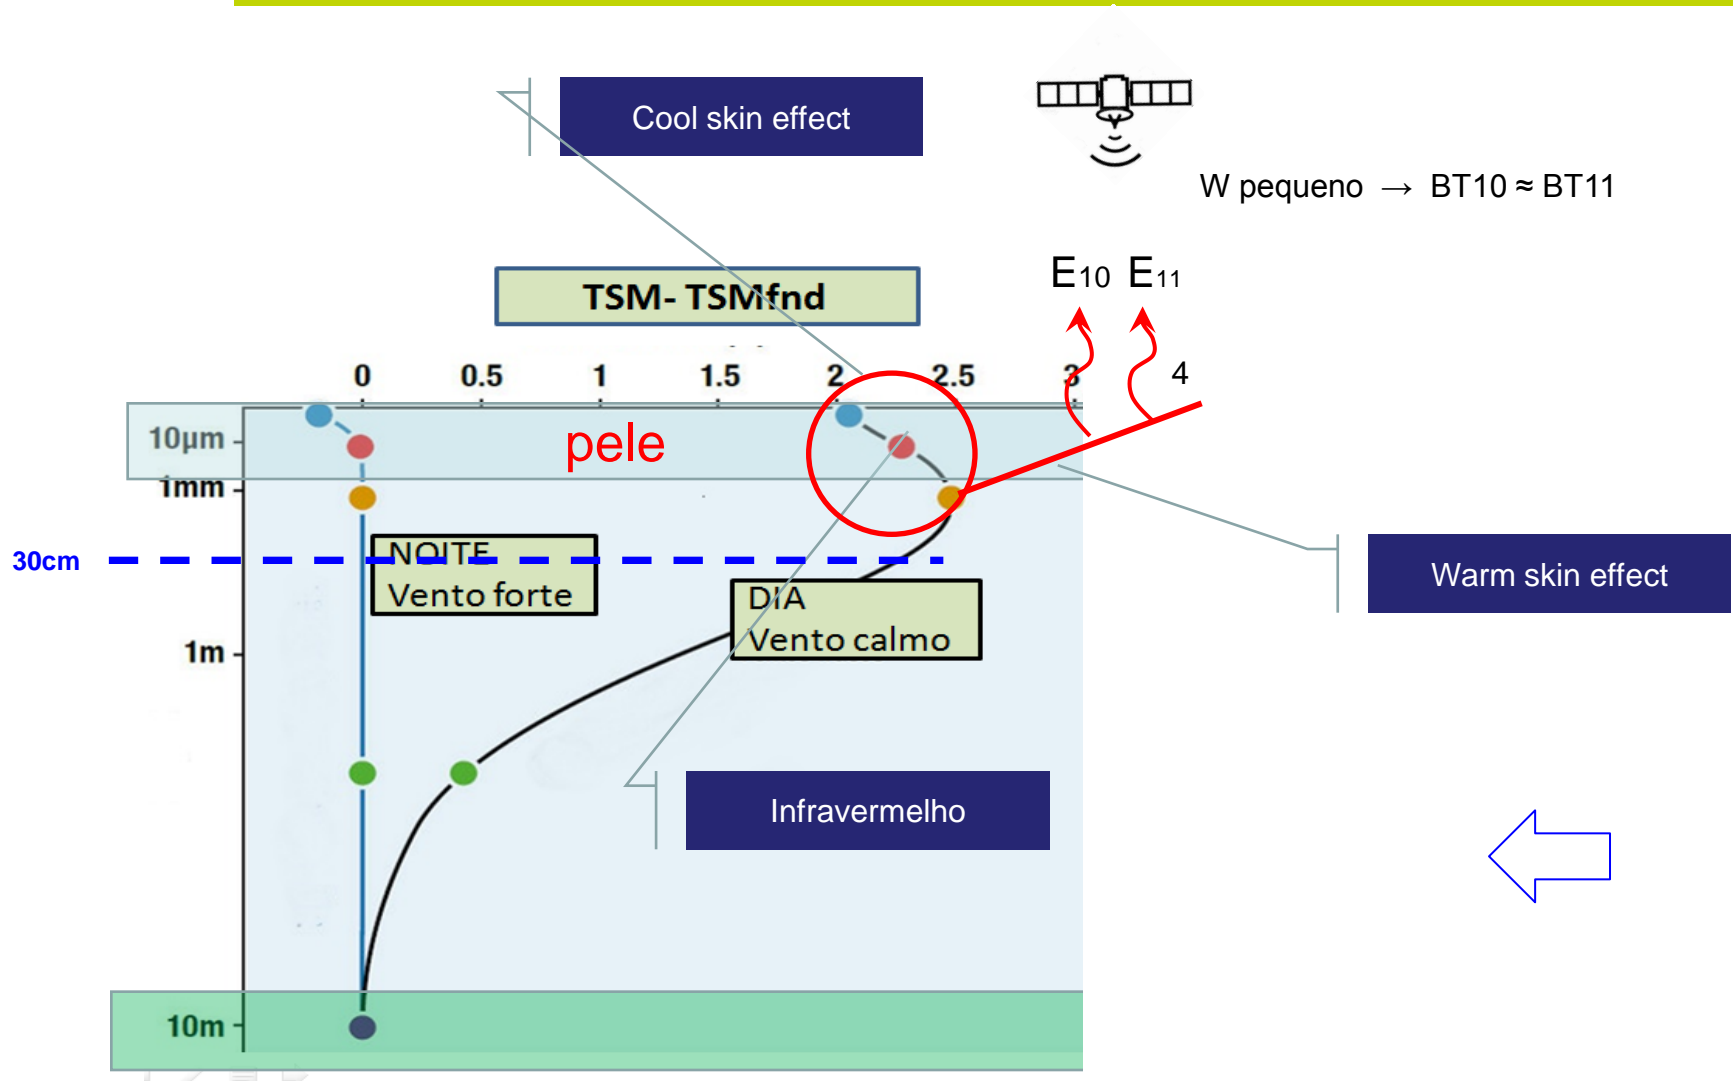 Cool skin effect
W pequeno → BT10 ≈ BT11
E10 E11
TSM- TSMfnd
0 0.5 1 1.5 2 2.5 3 4
10µm
pele
1mm
30cm
NOITE
Vento forte
Warm skin effect
DIA
Vento calmo
1m
Infravermelho
10m